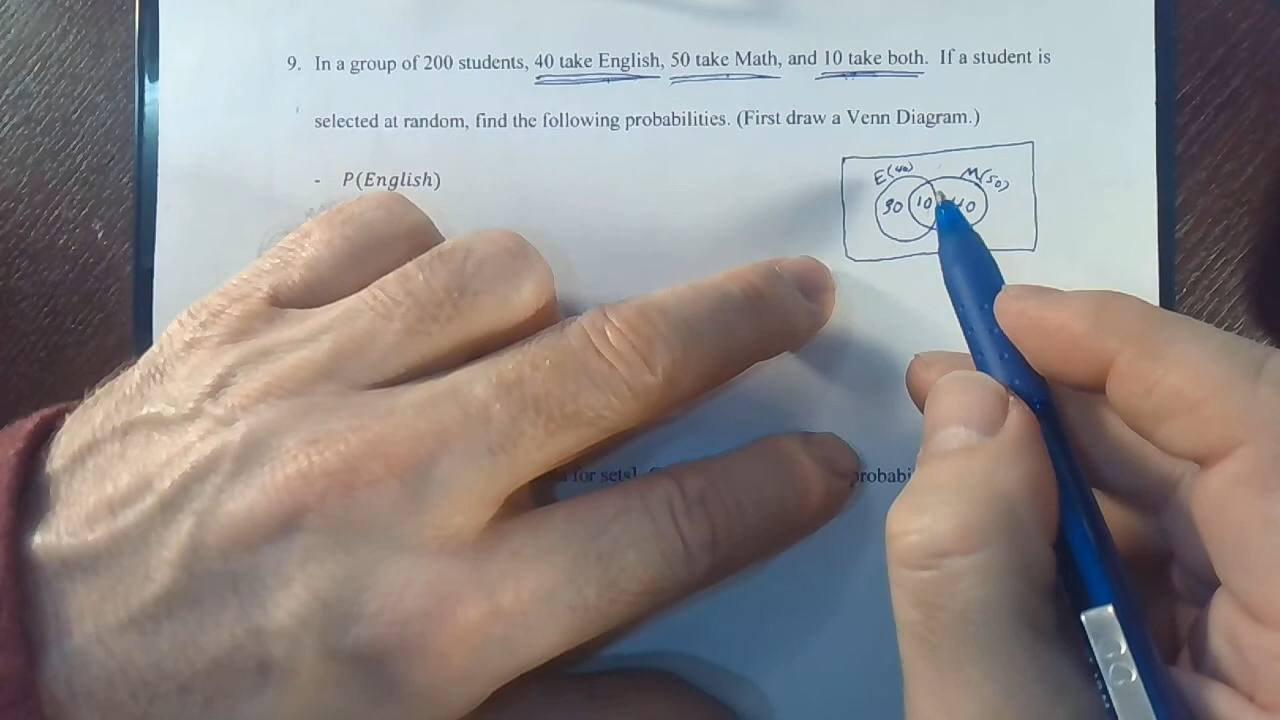 9. In a group of 200 students, 40 take English, 50 take Math, and 10 take both. If a student is
selected at random, find the following probabilities. (First draw a Venn Diagram.)
- P(English)
E(40) M(50)
30 10 40
for sets]. probabi